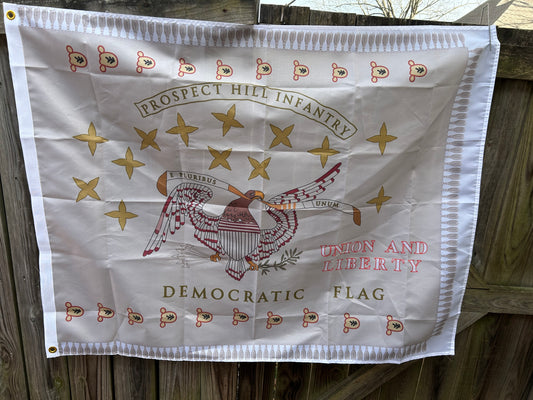 PROSPECT HILL INFANTRY
E PLURIBUS UNUM
UNION AND
LIBERTY
DEMOCRATIC FLAG